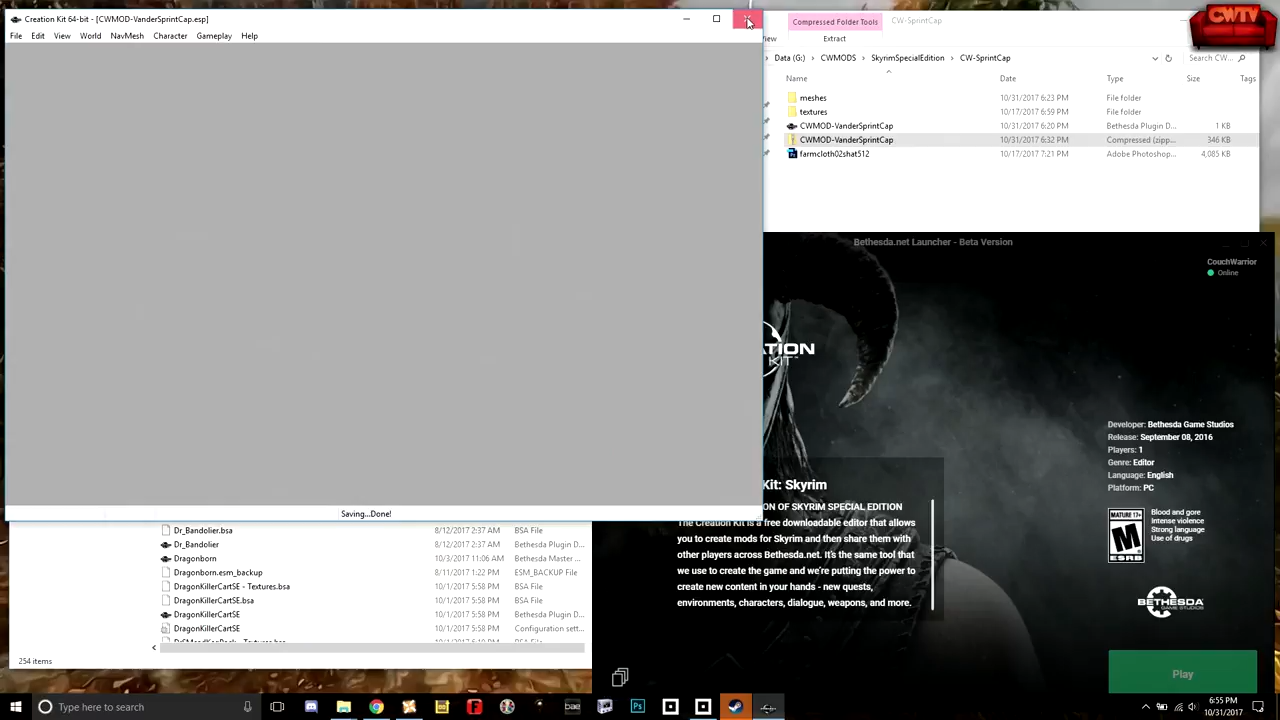 Creation Kit 64-bit - [CWMOD-VanderSprintCap.esp]
File Edit View World NavMesh Character Gameplay Help
Saving...Done!
Compressed Folder Tools CW-SprintCap
View Extract
CWTV
Data (G:) > CWMODS > SkyrimSpecialEdition > CW-SprintCap Search CW...
Name Date Type Size Tags
meshes 10/31/2017 6:23 PM File folder
textures 10/17/2017 6:59 PM File folder
CWMOD-VanderSprintCap 10/31/2017 6:20 PM Bethesda Plugin D... 1 KB
CWMOD-VanderSprintCap 10/31/2017 6:32 PM Compressed (zipp... 346 KB
farmcloth02shat512 10/17/2017 7:21 PM Adobe Photoshop... 4,085 KB
Bethesda.net Launcher - Beta Version
CouchWarrior
Online
KIT
Developer: Bethesda Game Studios
Release: September 08, 2016
Players: 1
Genre: Editor
Language: English
Platform: PC
MATURE 17+
M
ESRB
Blood and gore
Intense violence
Strong language
Use of drugs
BETHESDA
GAME STUDIOS
Kit: Skyrim
ON OF SKYRIM SPECIAL EDITION
The Creation Kit is a free downloadable editor that allows
you to create mods for Skyrim and then share them with
other players across Bethesda.net. It's the same tool that
we use to create the game and we're putting the power to
create new content in your hands - new quests,
environments, characters, dialogue, weapons, and more.
Play
Dr_Bandolier.bsa 8/12/2017 2:37 AM BSA File
Dr_Bandolier 8/12/2017 2:37 AM Bethesda Plugin D...
Dragonborn 10/3/2017 11:06 AM Bethesda Master ...
Dragonborn.esm_backup 8/11/2017 1:22 PM ESM_BACKUP File
DragonKillerCartSE - Textures.bsa 10/1/2017 5:58 PM BSA File
DragonKillerCartSE.bsa 10/1/2017 5:58 PM BSA File
DragonKillerCartSE 10/1/2017 5:58 PM Bethesda Plugin D...
DragonKillerCartSE 10/1/2017 5:58 PM Configuration sett...
254 items
Type here to search
bae
Ps
6:55 PM
10/31/2017